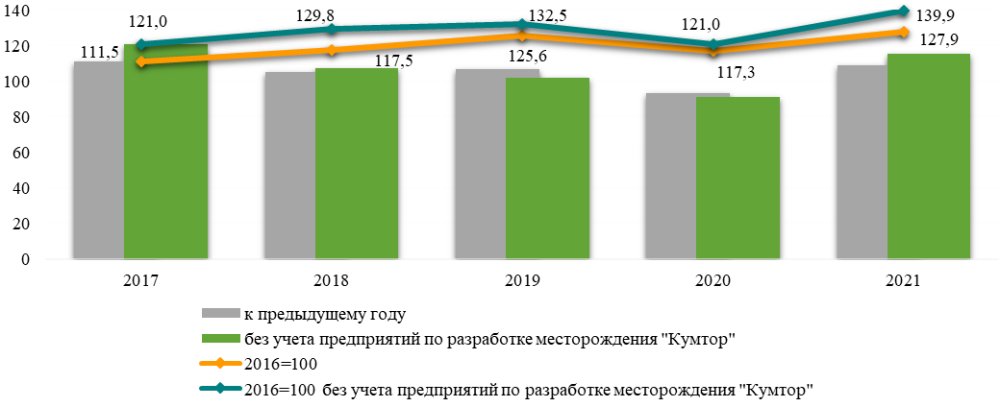 140
120
100
80
60
40
20
0
121,0 129,8 132,5 121,0 139,9
111,5 117,5 125,6 117,3 127,9
2017 2018 2019 2020 2021
к предыдущему году
без учета предприятий по разработке месторождения "Кумтор"
2016=100
2016=100 без учета предприятий по разработке месторождения "Кумтор"